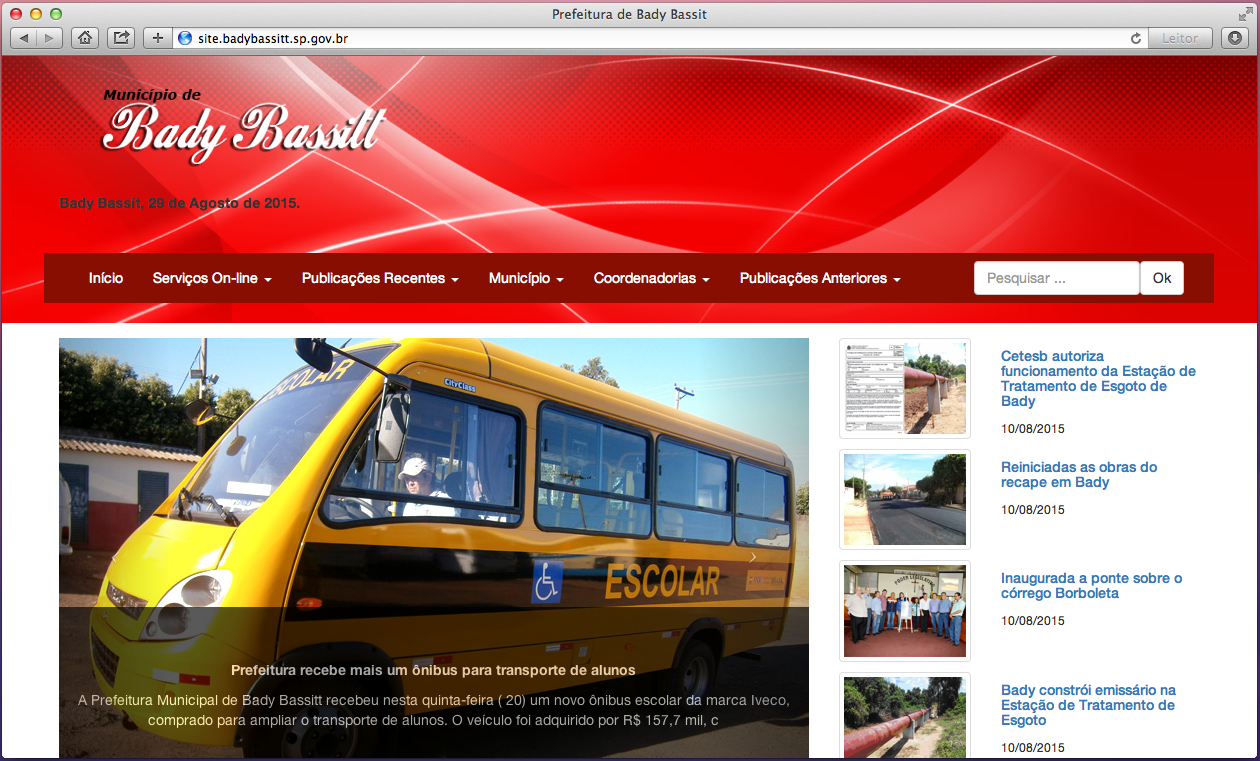 Prefeitura de Bady Bassit
site.badybassitt.sp.gov.br
Leitor
Município de
Bady Bassitt
Bady Bassit, 29 de Agosto de 2015.
Início Serviços On-line Publicações Recentes Município Coordenadorias Publicações Anteriores Pesquisar ... Ok
ESCOLAR
CityClass
ESCOLAR
Prefeitura recebe mais um ônibus para transporte de alunos
A Prefeitura Municipal de Bady Bassitt recebeu nesta quinta-feira ( 20) um novo ônibus escolar da marca Iveco,
comprado para ampliar o transporte de alunos. O veículo foi adquirido por R$ 157,7 mil, c
Cetesb autoriza
funcionamento da Estação de
Tratamento de Esgoto de
Bady
10/08/2015
Reiniciadas as obras do
recape em Bady
10/08/2015
PODER LEGISLATIVO
Inaugurada a ponte sobre o
córrego Borboleta
10/08/2015
Bady constrói emissário na
Estação de Tratamento de
Esgoto
10/08/2015